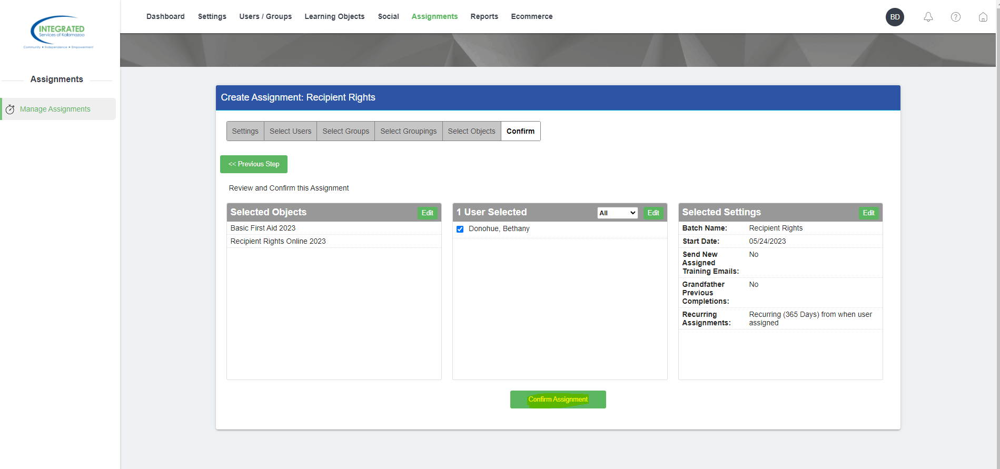 INTEGRATED
Services of Kalamazoo
Community • Independence • Empowerment
Dashboard Settings Users / Groups Learning Objects Social Assignments Reports Ecommerce
BD
?
Assignments
Manage Assignments
Create Assignment: Recipient Rights
Settings Select Users Select Groups Select Groupings Select Objects Confirm
<< Previous Step
Review and Confirm this Assignment
Selected Objects Edit
Basic First Aid 2023
Recipient Rights Online 2023
1 User Selected All Edit
Donohue, Bethany
Selected Settings Edit
Batch Name: Recipient Rights
Start Date: 05/24/2023
Send New No
Assigned
Training Emails:
Grandfather No
Previous
Completions:
Recurring Recurring (365 Days) from when user
Assignments: assigned
Confirm Assignment